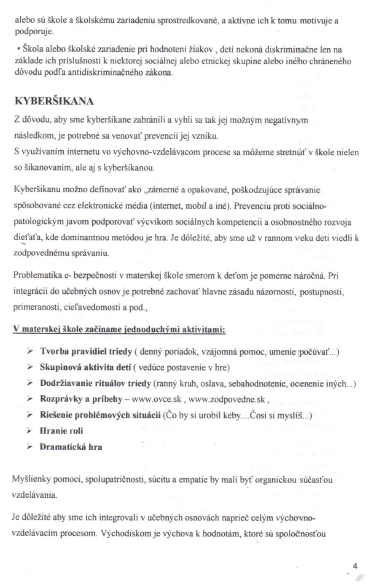 alebo sú škole a školskému zariadeniu sprostredkované, a aktívne ich k tomu motivuje a
podporuje.
• Škola alebo školské zariadenie pri hodnotení žiakov , detí nekoná diskriminačne len na
základe ich príslušnosti k niektorej sociálnej alebo etnickej skupine alebo iného chráneného
dôvodu podľa antidiskriminačného zákona.
KYBERŠIKANA
Z dôvodu, aby sme kyberšikane zabránili a vyhli sa tak jej možným negatívnym
následkom, je potrebné sa venovať prevencií jej vzniku.
S využívaním internetu vo výchovno-vzdelávacom procese sa môžeme stretnúť v škole nielen
so šikanovaním, ale aj s kyberšikanou.
Kyberšikanu možno definovať ako „zámerné a opakované, poškodzujúce správanie
spôsobované cez elektronické média (internet, mobil a iné). Prevenciu proti sociálno-
patologickým javom podporovať výcvikom sociálnych kompetencií a osobnostného rozvoja
dieťaťa, kde dominantnou metódou je hra. Je dôležité, aby sme už v rannom veku deti viedli k
zodpovednému správaniu.
Problematika e- bezpečnosti v materskej škole smerom k deťom je pomerne náročná. Pri
integrácii do učebných osnov je potrebné zachovať hlavne zásadu názornosti, postupnosti,
primeranosti, cieľavedomosti a pod.,
V materskej škole začíname jednoduchými aktivitami:
➢ Tvorba pravidiel triedy ( denný poriadok, vzájomná pomoc, umenie počúvať...)
➢ Skupinová aktivita detí ( vedúce postavenie v hre)
➢ Dodržiavanie rituálov triedy (ranný kruh, oslava, sebahodnotenie, ocenenie iných...)
➢ Rozprávky a príbehy – www.ovce.sk , www.zodpovedne.sk ,
➢ Riešenie problémových situácii (Čo by si urobil keby....Čosi si myslíš...)
➢ Hranie rolí
➢ Dramatická hra
Myšlienky pomoci, spolupatričnosti, súcitu a empatie by mali byť organickou súčasťou
vzdelávania.
Je dôležité aby sme ich integrovali v učebných osnovách naprieč celým výchovno-
vzdelávacím procesom. Východiskom je výchova k hodnotám, ktoré sú spoločnosťou
4